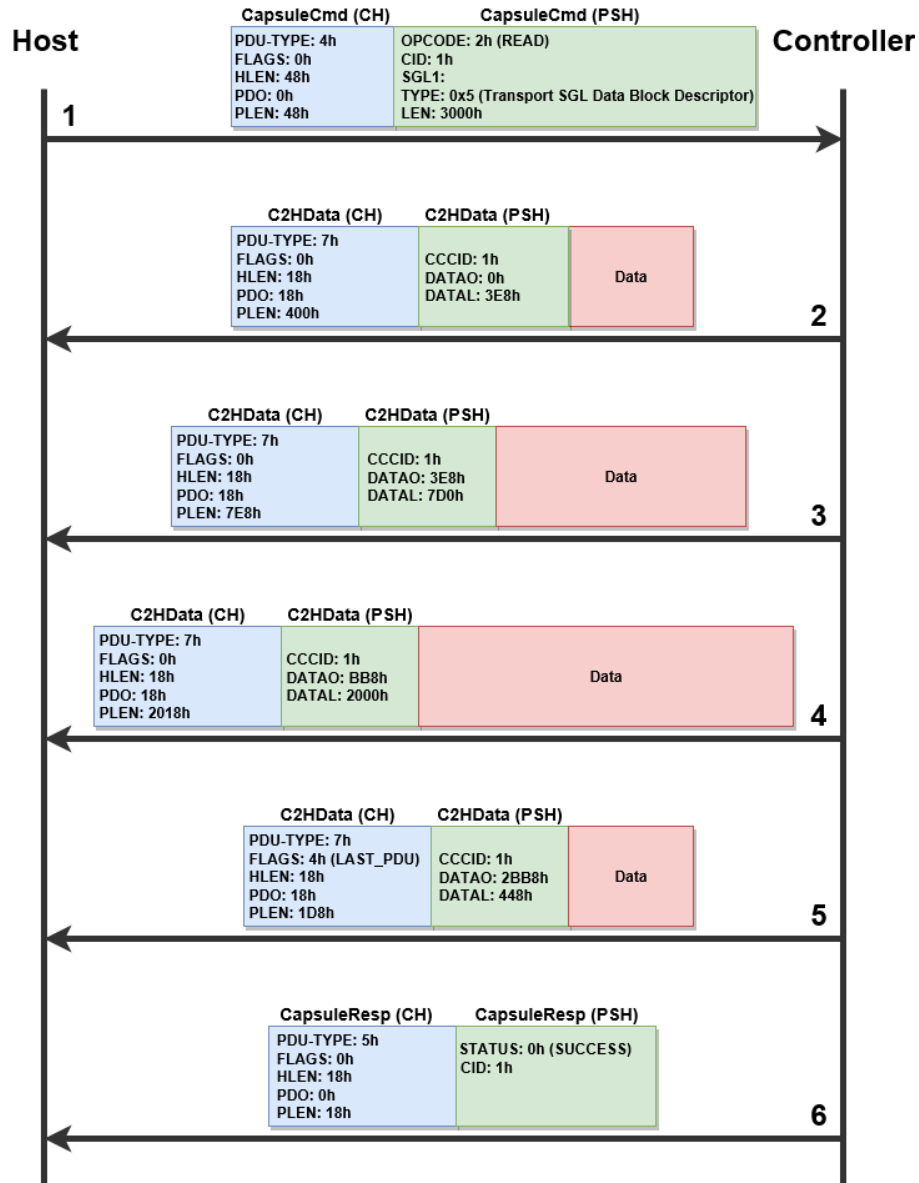 Host
Controller
CapsuleCmd (CH)
CapsuleCmd (PSH)
PDU-TYPE: 4h
FLAGS: 0h
HLEN: 48h
PDO: 0h
PLEN: 48h
OPCODE: 2h (READ)
CID: 1h
SGL1:
TYPE: 0x5 (Transport SGL Data Block Descriptor)
LEN: 3000h
1
C2HData (CH)
C2HData (PSH)
PDU-TYPE: 7h
FLAGS: 0h
HLEN: 18h
PDO: 18h
PLEN: 400h
CCCID: 1h
DATAO: 0h
DATAL: 3E8h
Data
2
C2HData (CH)
C2HData (PSH)
PDU-TYPE: 7h
FLAGS: 0h
HLEN: 18h
PDO: 18h
PLEN: 7E8h
CCCID: 1h
DATAO: 3E8h
DATAL: 7D0h
Data
3
C2HData (CH)
C2HData (PSH)
PDU-TYPE: 7h
FLAGS: 0h
HLEN: 18h
PDO: 18h
PLEN: 2018h
CCCID: 1h
DATAO: BB8h
DATAL: 2000h
Data
4
C2HData (CH)
C2HData (PSH)
PDU-TYPE: 7h
FLAGS: 4h (LAST_PDU)
HLEN: 18h
PDO: 18h
PLEN: 1D8h
CCCID: 1h
DATAO: 2BB8h
DATAL: 448h
Data
5
CapsuleResp (CH)
CapsuleResp (PSH)
PDU-TYPE: 5h
FLAGS: 0h
HLEN: 18h
PDO: 0h
PLEN: 18h
STATUS: 0h (SUCCESS)
CID: 1h
6